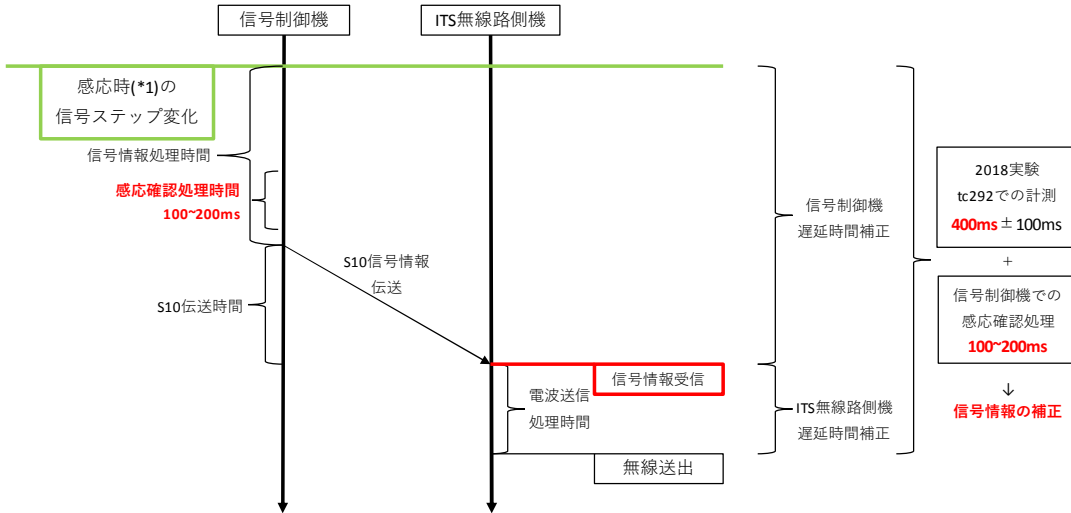 信号制御機
ITS無線路側機
感応時(*1)の
信号ステップ変化
信号情報処理時間
感応確認処理時間
100~200ms
S10信号情報
伝送
S10伝送時間
信号情報受信
電波送信
処理時間
無線送出
信号制御機
遅延時間補正
ITS無線路側機
遅延時間補正
2018実験
tc292での計測
400ms±100ms
+
信号制御機での
感応確認処理
100~200ms
↓
信号情報の補正